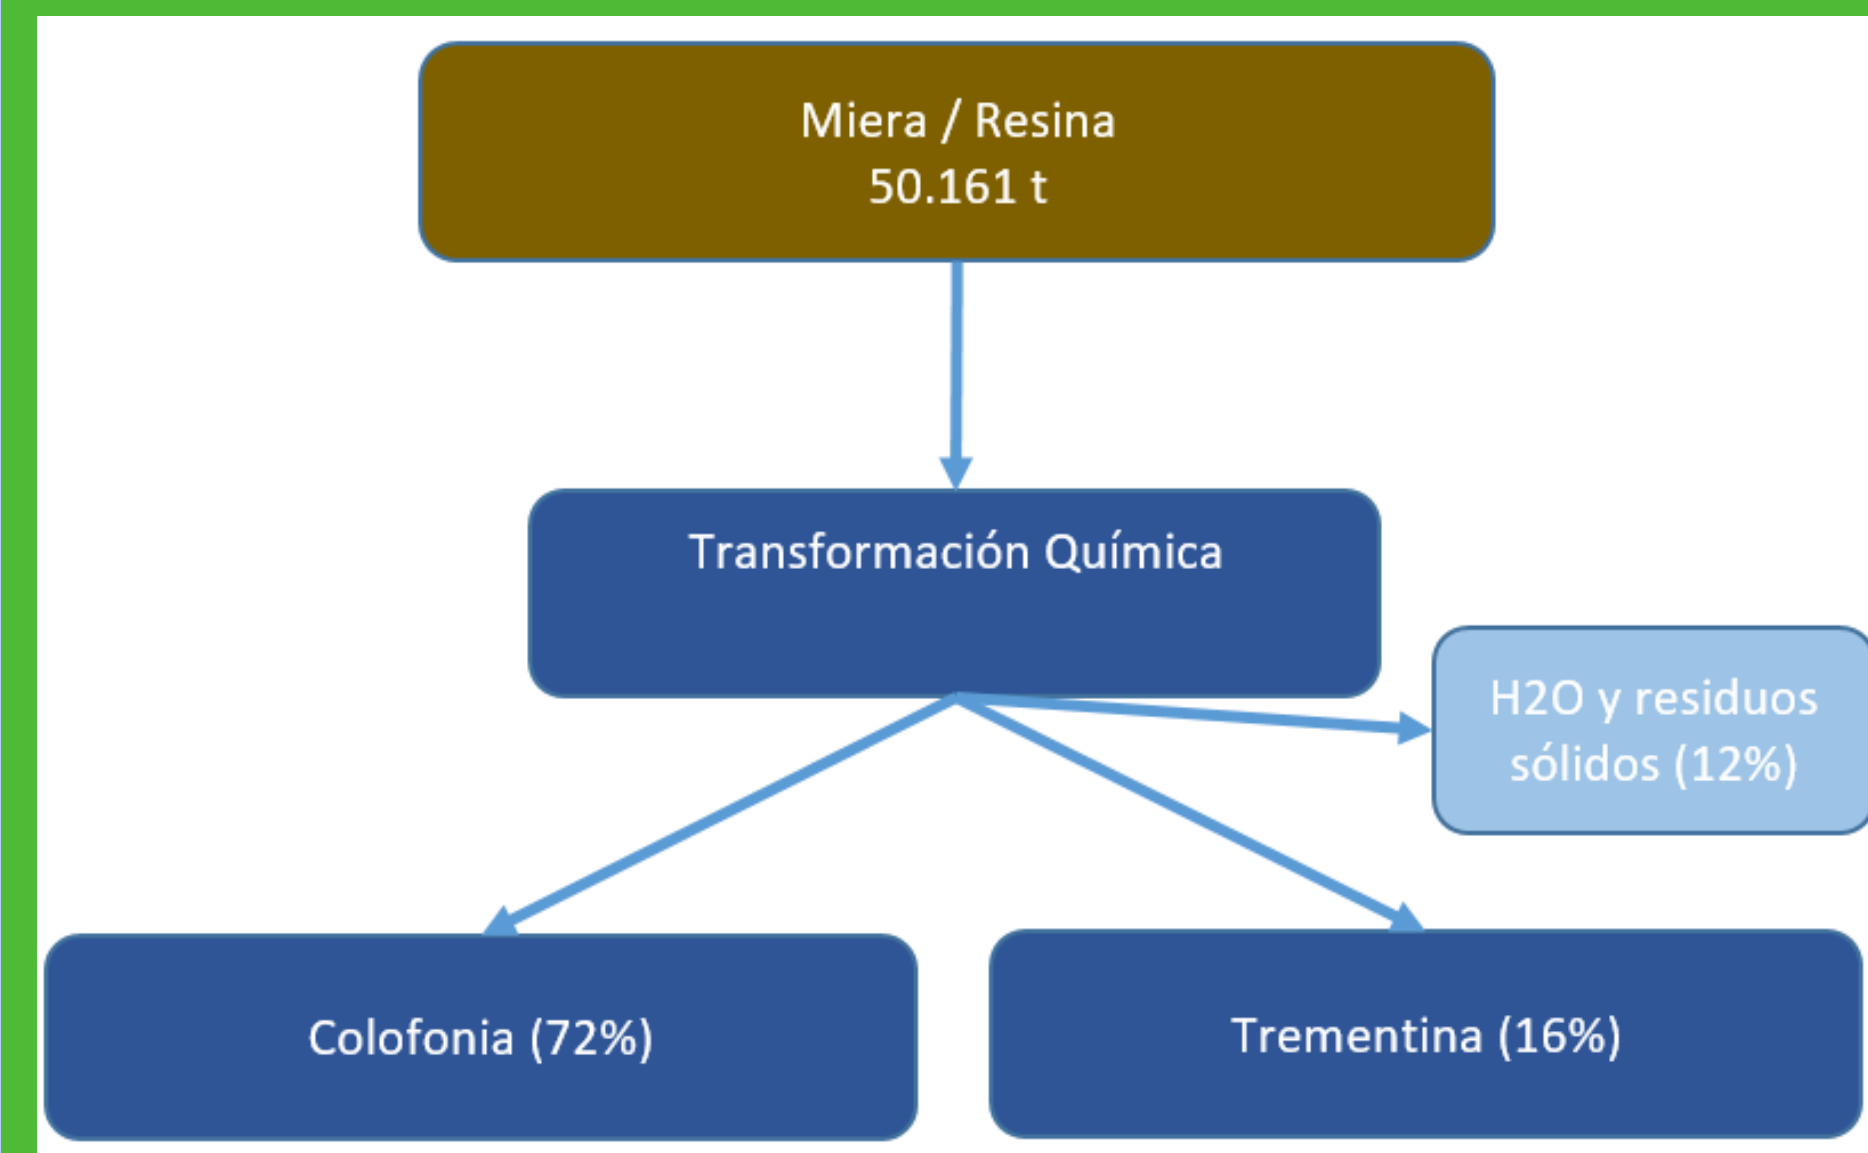 Miera / Resina
50.161 t
Transformación Química
H2O y residuos
sólidos (12%)
Colofonia (72%)
Trementina (16%)